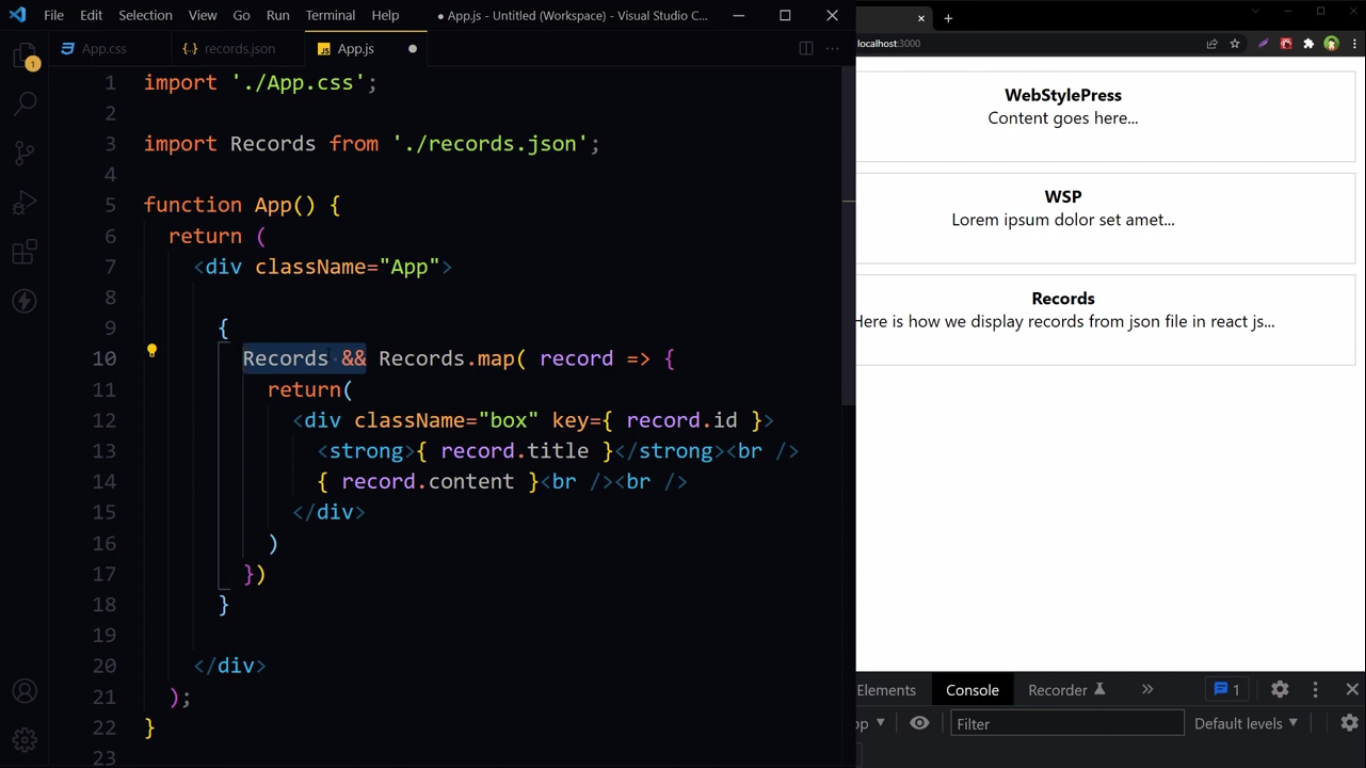 File Edit Selection View Go Run Terminal Help ● App.js - Untitled (Workspace) - Visual Studio C...
App.css {..} records.json JS App.js ●
1 import './App.css';
2
3 import Records from './records.json';
4
5 function App() {
6 return (
7 <div className="App">
8
9 {
10 Records && Records.map( record => {
11 return(
12 <div className="box" key={ record.id }>
13 <strong>{ record.title }</strong><br />
14 { record.content }<br /><br />
15 </div>
16 )
17 })
18 }
19
20 </div>
21 );
22 }
23
1
localhost:3000
WebStylePress
Content goes here...
WSP
Lorem ipsum dolor set amet...
Records
Here is how we display records from json file in react js...
Elements Console Recorder » 1
op ▼ Filter Default levels ▼